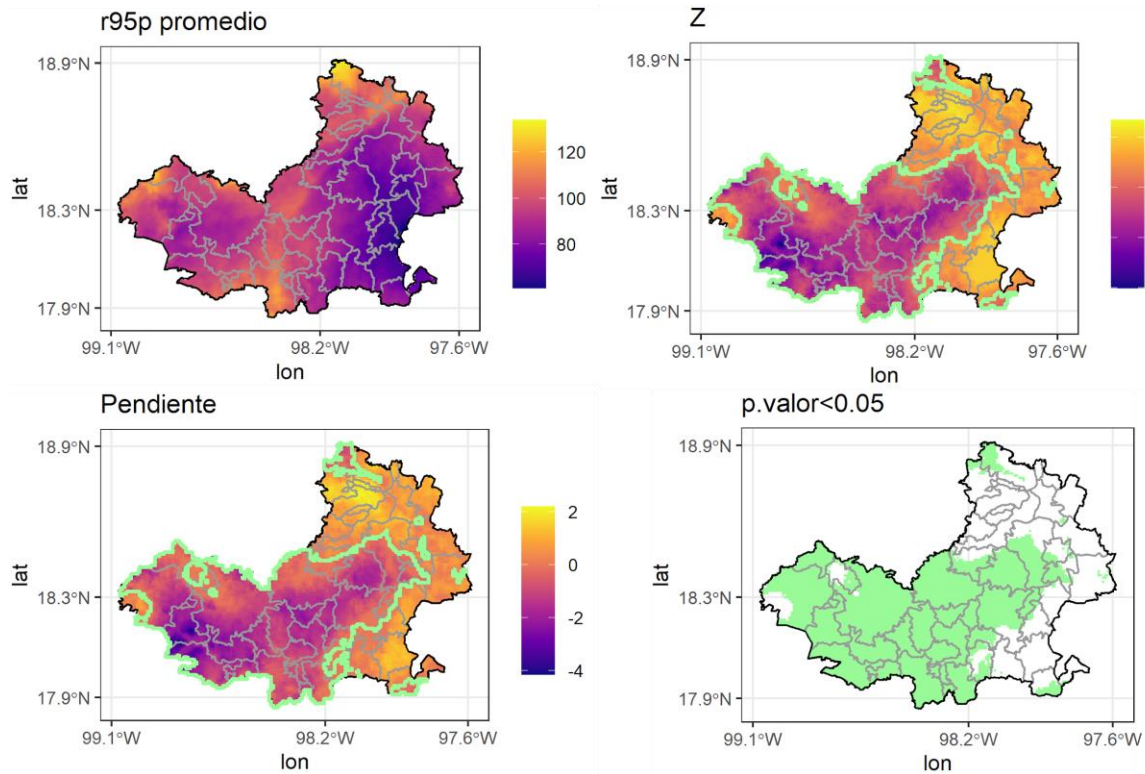 r95p promedio
18.9°N
18.3°N
17.9°N
lat
99.1°W 98.2°W 97.6°W
lon
120
100
80
Z
18.9°N
18.3°N
17.9°N
lat
99.1°W 98.2°W 97.6°W
lon
Pendiente
18.9°N
18.3°N
17.9°N
lat
99.1°W 98.2°W 97.6°W
lon
2
0
-2
-4
p.valor<0.05
18.9°N
18.3°N
17.9°N
lat
99.1°W 98.2°W 97.6°W
lon